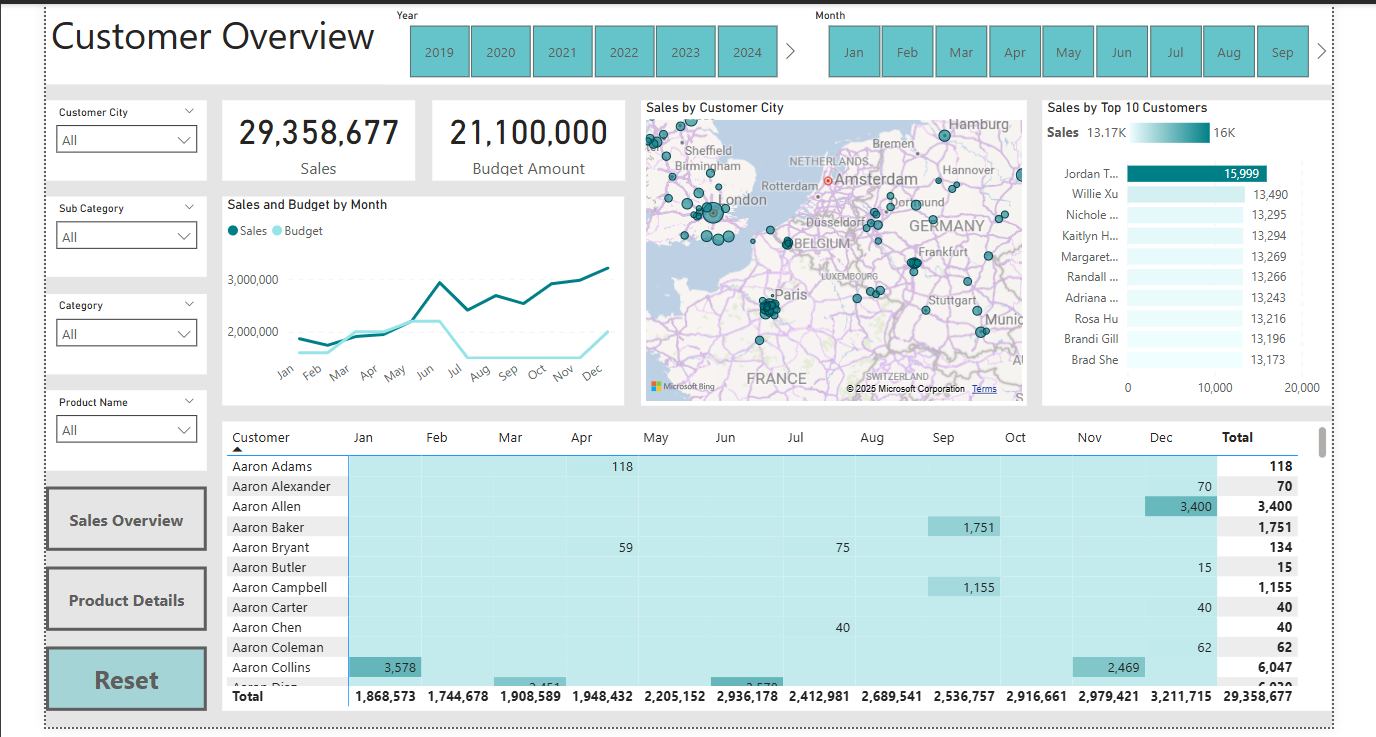 Customer Overview
Year
2019 2020 2021 2022 2023 2024
Month
Jan Feb Mar Apr May Jun Jul Aug Sep
Customer City
All
Sub Category
All
Category
All
Product Name
All
Sales Overview
Product Details
Reset
29,358,677
Sales
21,100,000
Budget Amount
Sales and Budget by Month
Sales Budget
3,000,000
2,000,000
Jan Feb Mar Apr May Jun Jul Aug Sep Oct Nov Dec
Sales by Customer City
Hamburg
Sheffield
Bremen
Birmingham
NETHERLANDS
Hannover
Amsterdam
Rotterdam
London
Dortmund
Düsseldorf
GERMANY
BELGIUM
Frankfurt
LUXEMBOURG
Paris
Stuttgart
Munic
FRANCE
SWITZERLAND
Microsoft Bing
© 2025 Microsoft Corporation Terms
Sales by Top 10 Customers
Sales 13.17K 16K
Jordan T... 15,999
Willie Xu 13,490
Nichole ... 13,295
Kaitlyn H... 13,294
Margaret... 13,269
Randall ... 13,266
Adriana ... 13,243
Rosa Hu 13,216
Brandi Gill 13,196
Brad She 13,173
0 10,000 20,000
Customer Jan Feb Mar Apr May Jun Jul Aug Sep Oct Nov Dec Total
Aaron Adams 118 118
Aaron Alexander 70 70
Aaron Allen 3,400 3,400
Aaron Baker 1,751 1,751
Aaron Bryant 59 75 134
Aaron Butler 15 15
Aaron Campbell 1,155 1,155
Aaron Carter 40 40
Aaron Chen 40 40
Aaron Coleman 62 62
Aaron Collins 3,578 2,469 6,047
Total 1,868,573 1,744,678 1,908,589 1,948,432 2,205,152 2,936,178 2,412,981 2,689,541 2,536,757 2,916,661 2,979,421 3,211,715 29,358,677